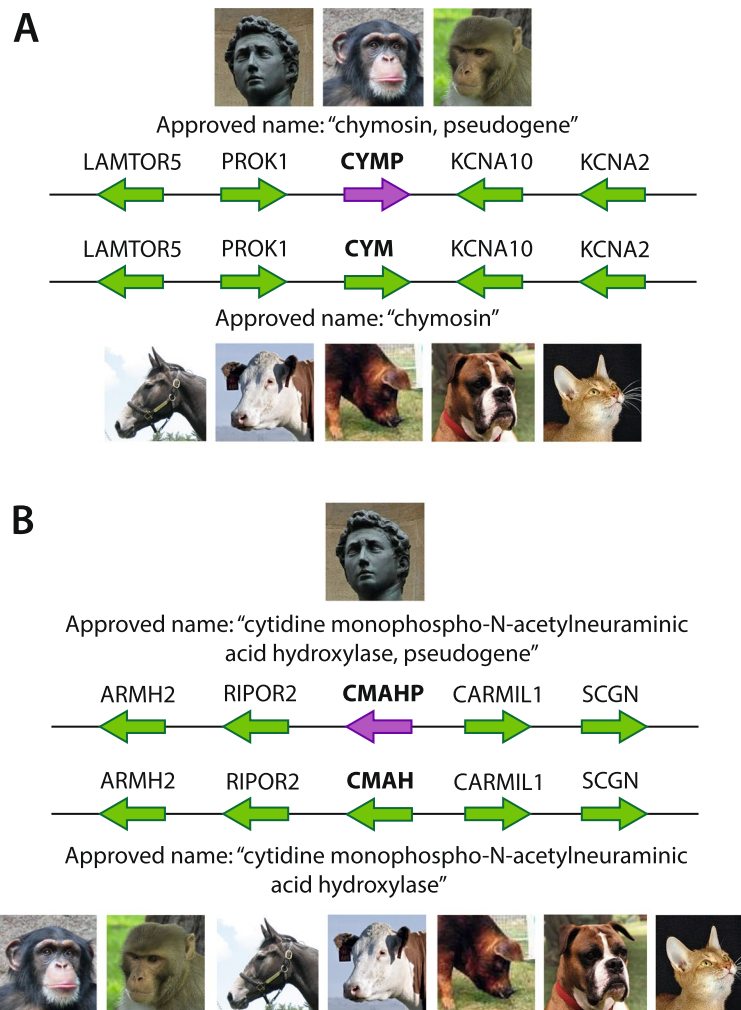 A
Approved name: “chymosin, pseudogene”
LAMTOR5 PROK1 CYMP KCNA10 KCNA2
LAMTOR5 PROK1 CYM KCNA10 KCNA2
Approved name: “chymosin”
B
Approved name: “cytidine monophospho-N-acetylneuraminic
acid hydroxylase, pseudogene”
ARMH2 RIPOR2 CMAHP CARMIL1 SCGN
ARMH2 RIPOR2 CMAH CARMIL1 SCGN
Approved name: “cytidine monophospho-N-acetylneuraminic
acid hydroxylase”